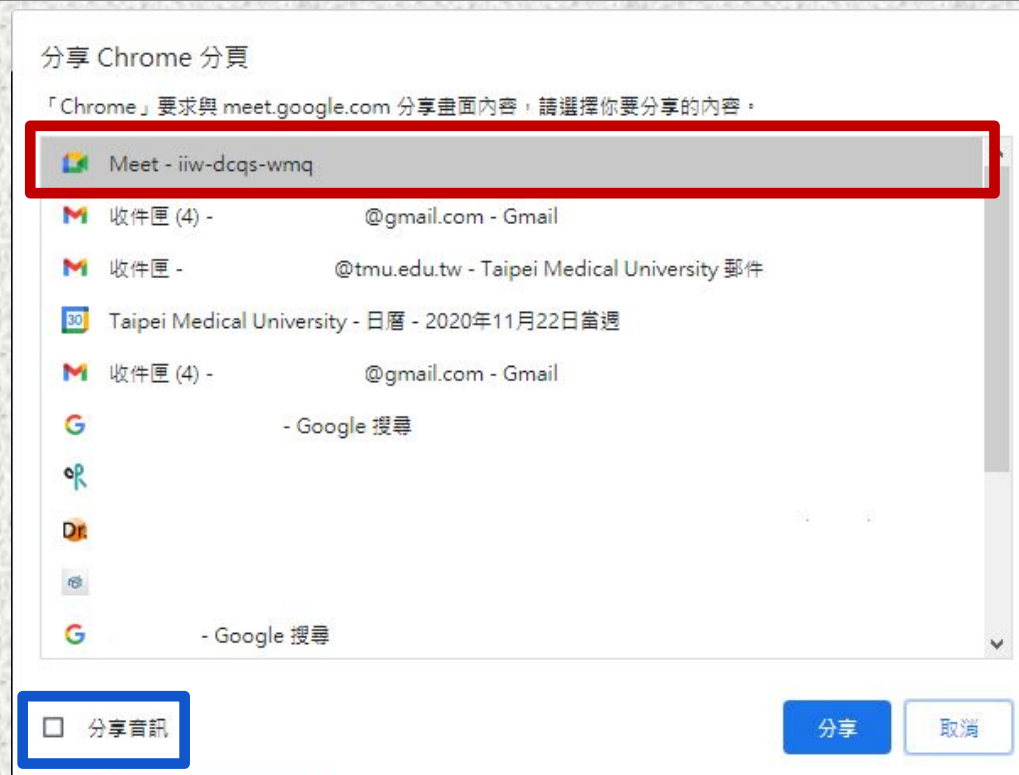 分享 Chrome 分頁
「Chrome」要求與 meet.google.com 分享畫面內容，請選擇你要分享的內容。
Meet - iiw-dcqs-wmq
收件匣 (4) - @gmail.com - Gmail
收件匣 - @tmu.edu.tw - Taipei Medical University 郵件
30 Taipei Medical University - 日曆 - 2020年11月22日當週
收件匣 (4) - @gmail.com - Gmail
- Google 搜尋
Dr.
- Google 搜尋
分享音訊 分享 取消